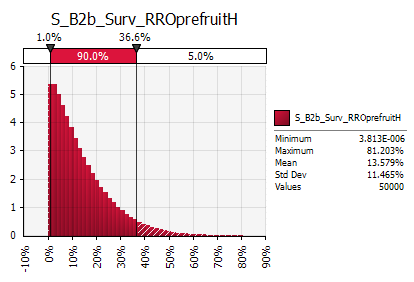 S_B2b_Surv_RROprefruitH
1.0% 36.6%
90.0% 5.0%
6
5
4
3
2
1
0
-10% 0% 10% 20% 30% 40% 50% 60% 70% 80% 90%
S_B2b_Surv_RROprefruitH
Minimum 3.813E-006
Maximum 81.203%
Mean 13.579%
Std Dev 11.465%
Values 50000